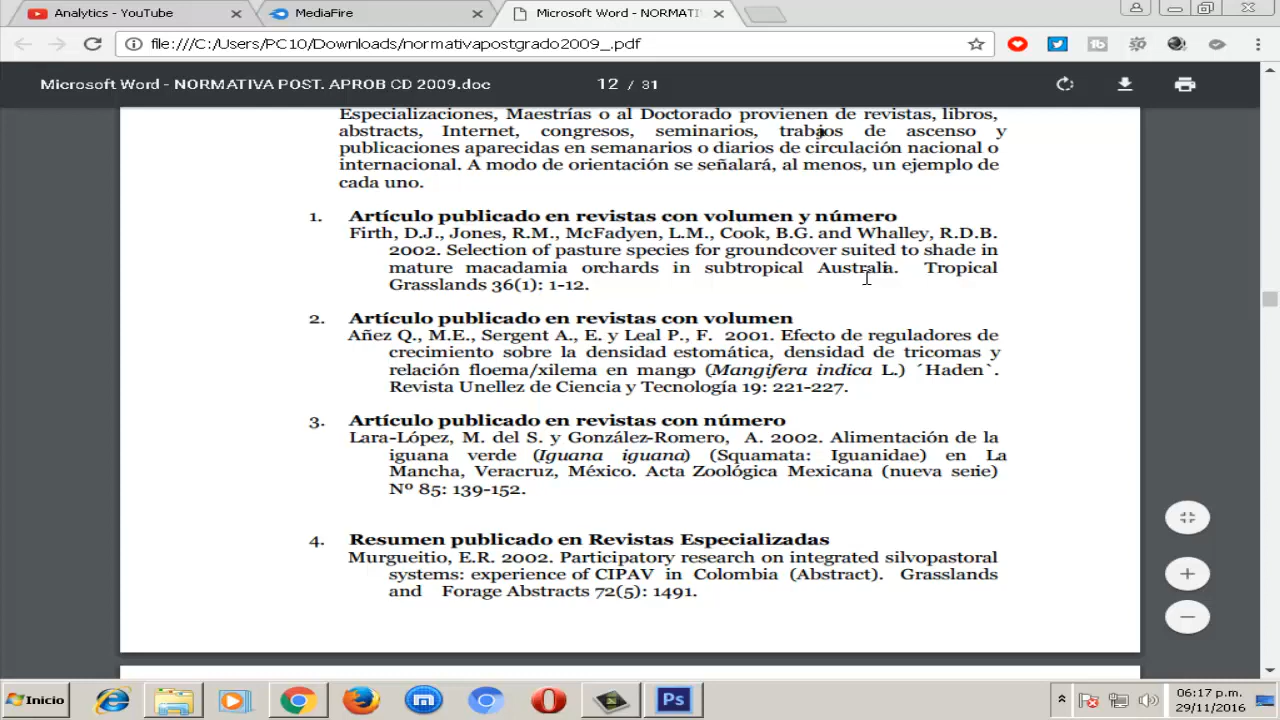 Analytics - YouTube
MediaFire
Microsoft Word - NORMATI
file:///C:/Users/PC10/Downloads/normativapostgrado2009_.pdf
Microsoft Word - NORMATIVA POST. APROB CD 2009.doc
12 / 31
Especializaciones, Maestrías o al Doctorado provienen de revistas, libros,
abstracts, Internet, congresos, seminarios, trabajos de ascenso y
publicaciones aparecidas en semanarios o diarios de circulación nacional o
internacional. A modo de orientación se señalará, al menos, un ejemplo de
cada uno.
1. Artículo publicado en revistas con volumen y número
Firth, D.J., Jones, R.M., McFadyen, L.M., Cook, B.G. and Whalley, R.D.B.
2002. Selection of pasture species for groundcover suited to shade in
mature macadamia orchards in subtropical Australia. Tropical
Grasslands 36(1): 1-12.
2. Artículo publicado en revistas con volumen
Añez Q., M.E., Sergent A., E. y Leal P., F. 2001. Efecto de reguladores de
crecimiento sobre la densidad estomática, densidad de tricomas y
relación floema/xilema en mango (Mangifera indica L.) ´Haden`.
Revista Unellez de Ciencia y Tecnología 19: 221-227.
3. Artículo publicado en revistas con número
Lara-López, M. del S. y González-Romero, A. 2002. Alimentación de la
iguana verde (Iguana iguana) (Squamata: Iguanidae) en La
Mancha, Veracruz, México. Acta Zoológica Mexicana (nueva serie)
Nº 85: 139-152.
4. Resumen publicado en Revistas Especializadas
Murgueitio, E.R. 2002. Participatory research on integrated silvopastoral
systems: experience of CIPAV in Colombia (Abstract). Grasslands
and Forage Abstracts 72(5): 1491.
Inicio
Ps
06:17 p.m.
29/11/2016